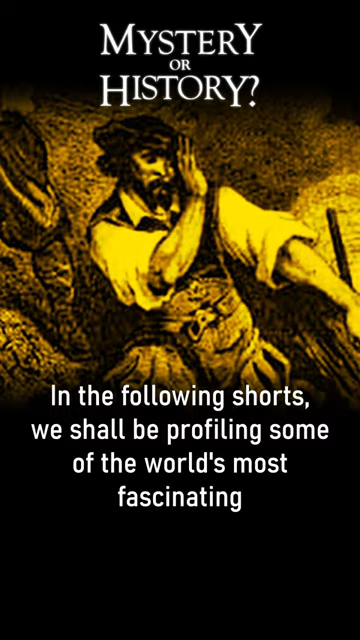 MYSTERY
OR
HISTORY?
In the following shorts,
we shall be profiling some
of the world's most
fascinating